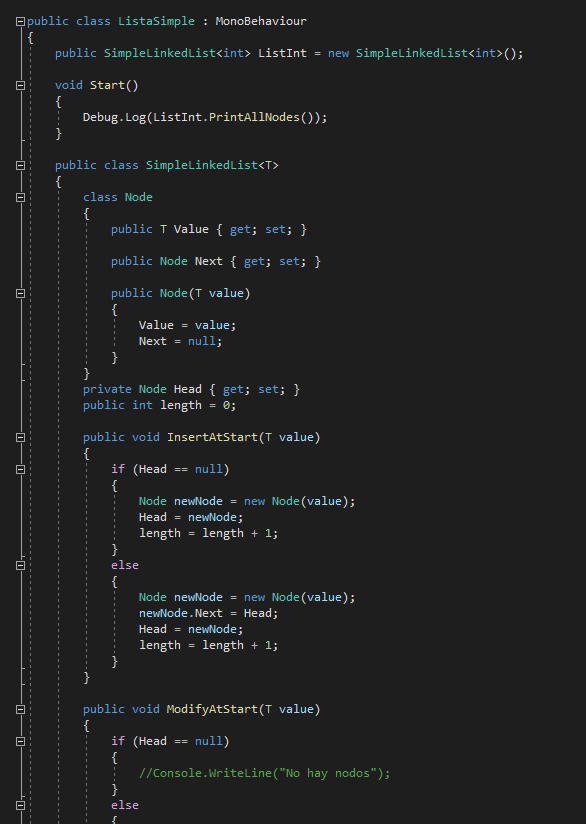 public class ListaSimple : MonoBehaviour
{
    public SimpleLinkedList<int> ListInt = new SimpleLinkedList<int>();
    void Start()
    {
        Debug.Log(ListInt.PrintAllNodes());
    }
    public class SimpleLinkedList<T>
    {
        class Node
        {
            public T Value { get; set; }
            public Node Next { get; set; }
            public Node(T value)
            {
                Value = value;
                Next = null;
            }
        }
        private Node Head { get; set; }
        public int length = 0;
        public void InsertAtStart(T value)
        {
            if (Head == null)
            {
                Node newNode = new Node(value);
                Head = newNode;
                length = length + 1;
            }
            else
            {
                Node newNode = new Node(value);
                newNode.Next = Head;
                Head = newNode;
                length = length + 1;
            }
        }
        public void ModifyAtStart(T value)
        {
            if (Head == null)
            {
                //Console.WriteLine("No hay nodos");
            }
            else
            {